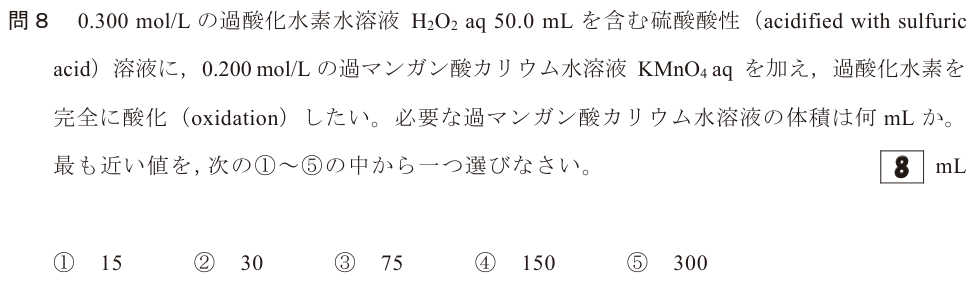 問8　0.300 mol/L の過酸化水素水溶液 H₂O₂ aq 50.0 mL を含む硫酸酸性（acidified with sulfuric
acid）溶液に，0.200 mol/L の過マンガン酸カリウム水溶液 KMnO₄ aq を加え，過酸化水素を
完全に酸化（oxidation）したい。必要な過マンガン酸カリウム水溶液の体積は何 mL か。
最も近い値を，次の①～⑤の中から一つ選びなさい。　8 mL
①　15　②　30　③　75　④　150　⑤　300